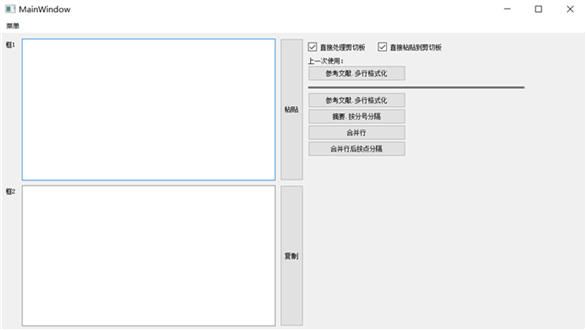 MainWindow
菜单
框1
粘贴
直接处理剪切板
直接粘贴到剪切板
上一次使用:
参考文献.多行格式化
参考文献.多行格式化
摘要.按分号分隔
合并行
合并行后按点分隔
框2
复制